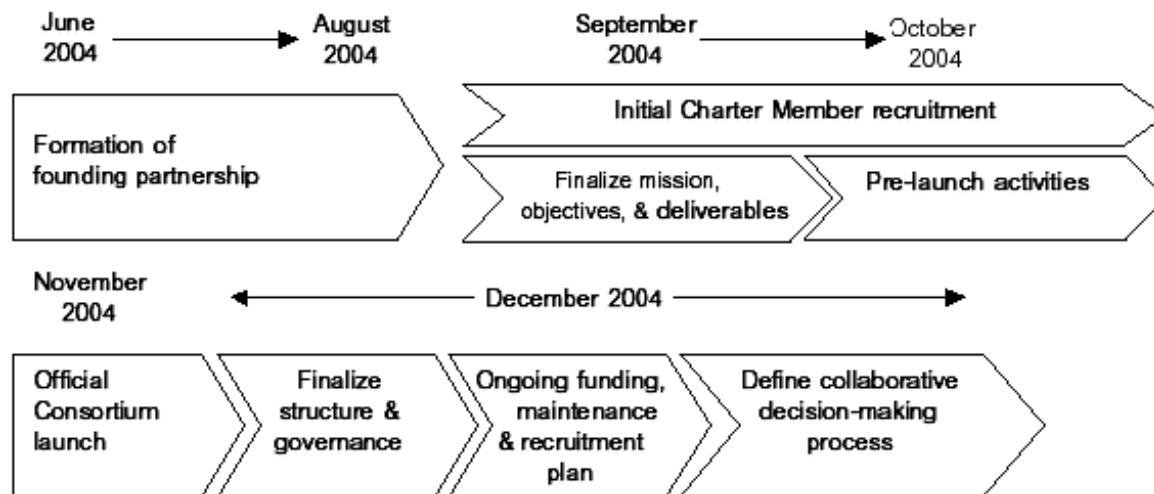 June
2004
August
2004
September
2004
October
2004
Formation of
founding partnership
Initial Charter Member recruitment
Finalize mission,
objectives, & deliverables
Pre-launch activities
November
2004
December 2004
Official
Consortium
launch
Finalize
structure &
governance
Ongoing funding,
maintenance
& recruitment
plan
Define collaborative
decision-making
process